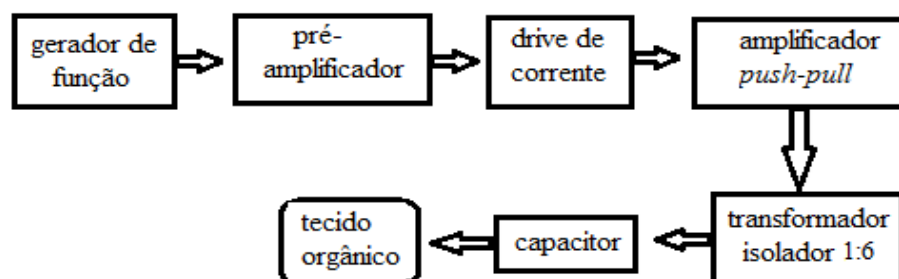 gerador de
função
pré-
amplificador
drive de
corrente
amplificador
push-pull
transformador
isolador 1:6
capacitor
tecido
orgânico